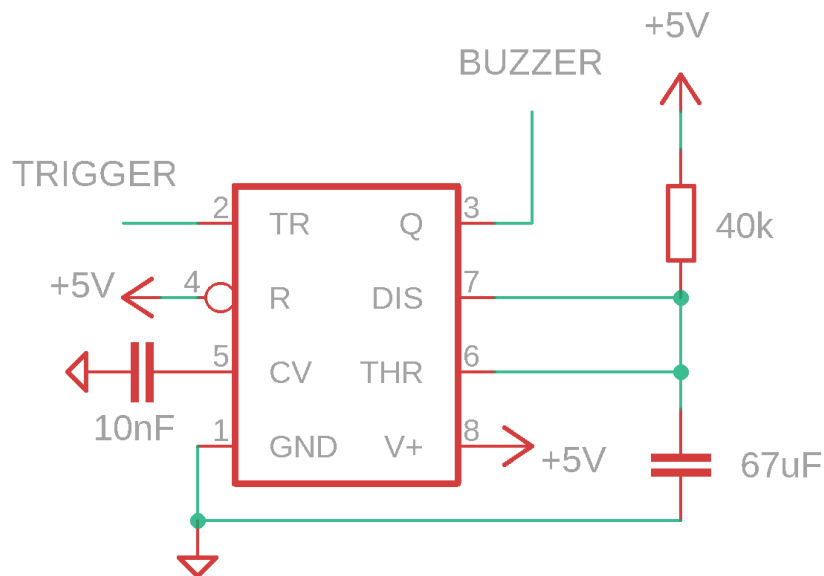 +5V
BUZZER
TRIGGER
2 TR Q 3
40k
+5V 4 R DIS 7
5 CV THR 6
10nF
1 GND V+ 8
+5V
67uF